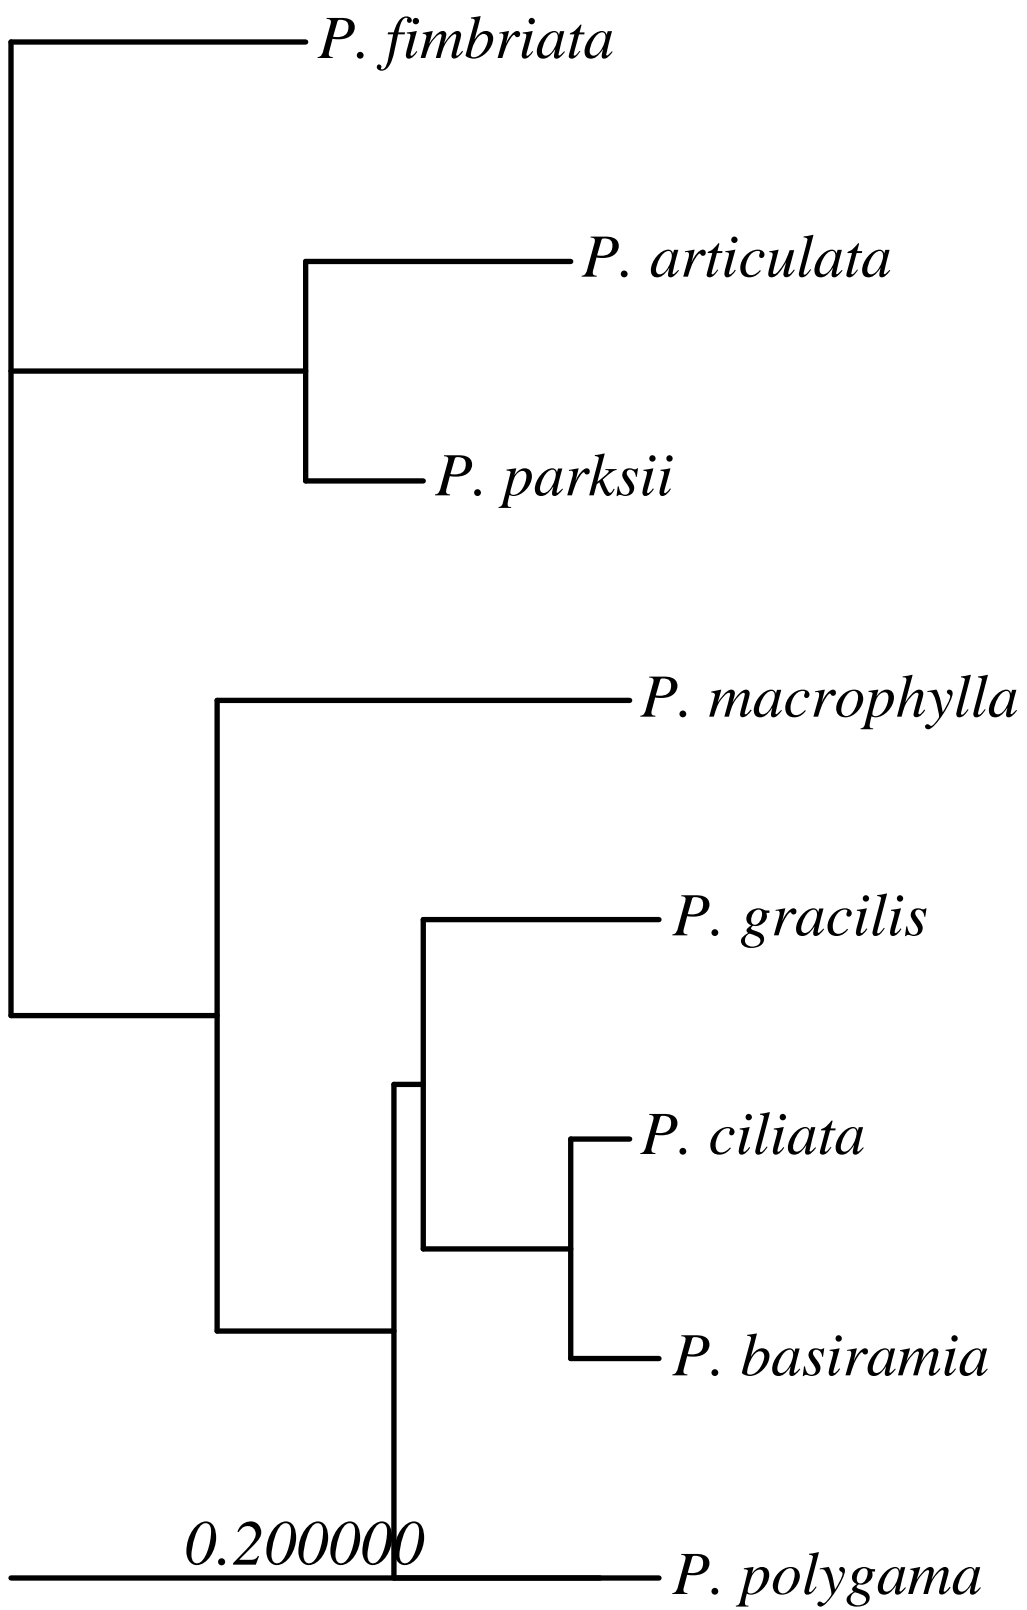 P. fimbriata
P. articulata
P. parksii
P. macrophylla
P. gracilis
P. ciliata
P. basiramia
0.200000
P. polygama